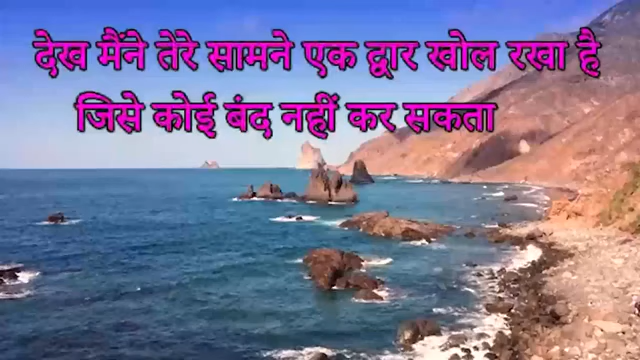 देख मैंने तेरे सामने एक द्वार खोल रखा है
जिसे कोई बंद नहीं कर सकता